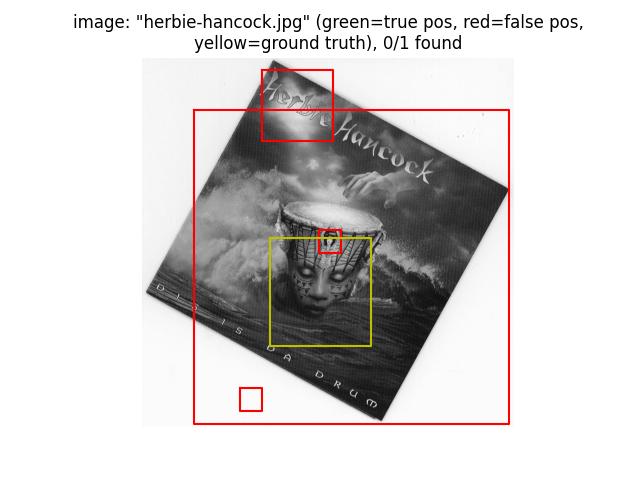 image: "herbie-hancock.jpg" (green=true pos, red=false pos,
yellow=ground truth), 0/1 found
Herbie Hancock
DIS IS DA DRUM